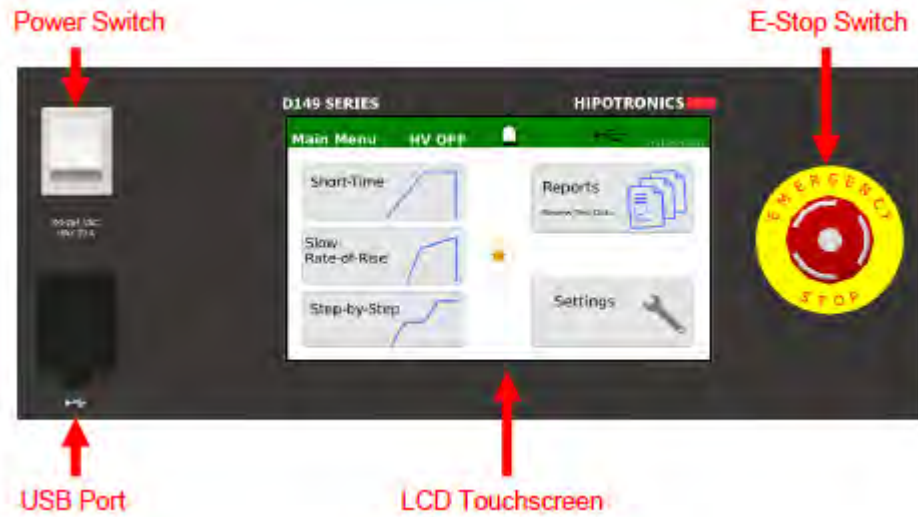 Power Switch
E-Stop Switch
D149 SERIES
HIPOTRONICS
Main Menu
HV OFF
Short-Time
Reports
Slow
Rate-of-Rise
Step-by-Step
Settings
EMERGENCY
STOP
USB Port
LCD Touchscreen